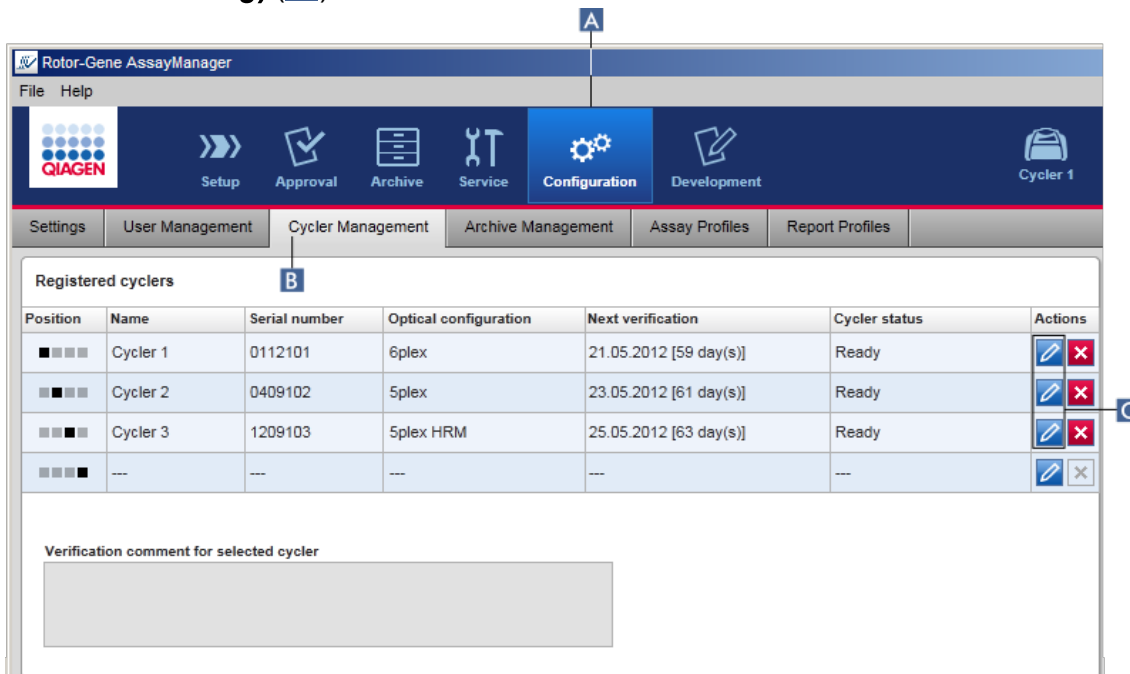 A
Rotor-Gene AssayManager
File Help
QIAGEN
Setup Approval Archive Service Configuration Development Cycler 1
Settings User Management Cycler Management Archive Management Assay Profiles Report Profiles
B
Registered cyclers
Position Name Serial number Optical configuration Next verification Cycler status Actions
Cycler 1 0112101 6plex 21.05.2012 [59 day(s)] Ready
Cycler 2 0409102 5plex 23.05.2012 [61 day(s)] Ready
C
Cycler 3 1209103 5plex HRM 25.05.2012 [63 day(s)] Ready
--- --- --- --- ---
Verification comment for selected cycler